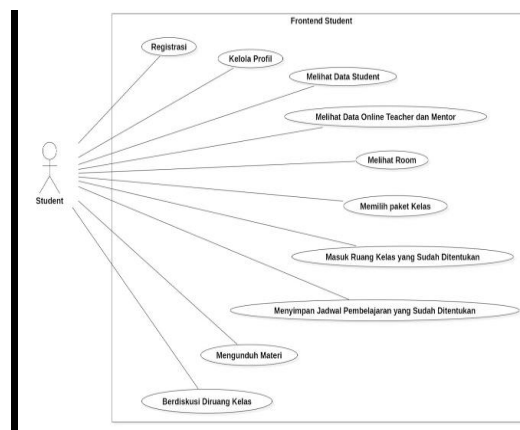 Frontend Student
Registrasi
Kelola Profil
Melihat Data Student
Melihat Data Online Teacher dan Mentor
Melihat Room
Student
Memilih paket Kelas
Masuk Ruang Kelas yang Sudah Ditentukan
Menyimpan Jadwal Pembelajaran yang Sudah Ditentukan
Mengunduh Materi
Berdiskusi Diruang Kelas